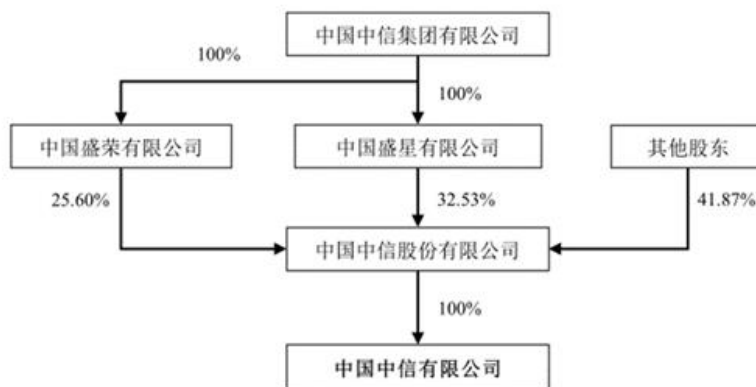 中国中信集团有限公司
100%
100%
中国盛荣有限公司
中国盛星有限公司
其他股东
25.60%
32.53%
41.87%
中国中信股份有限公司
100%
中国中信有限公司